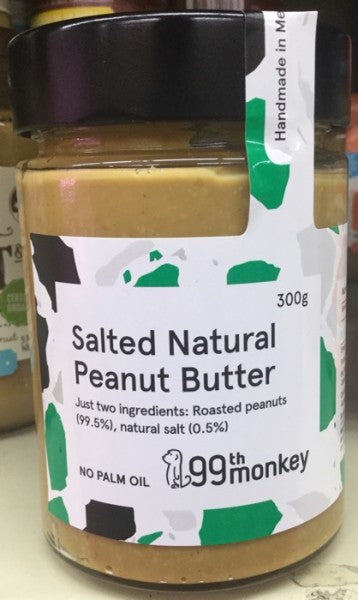 Handmade in Me
300g
Salted Natural
Peanut Butter
Just two ingredients: Roasted peanuts
(99.5%), natural salt (0.5%)
NO PALM OIL
99th monkey